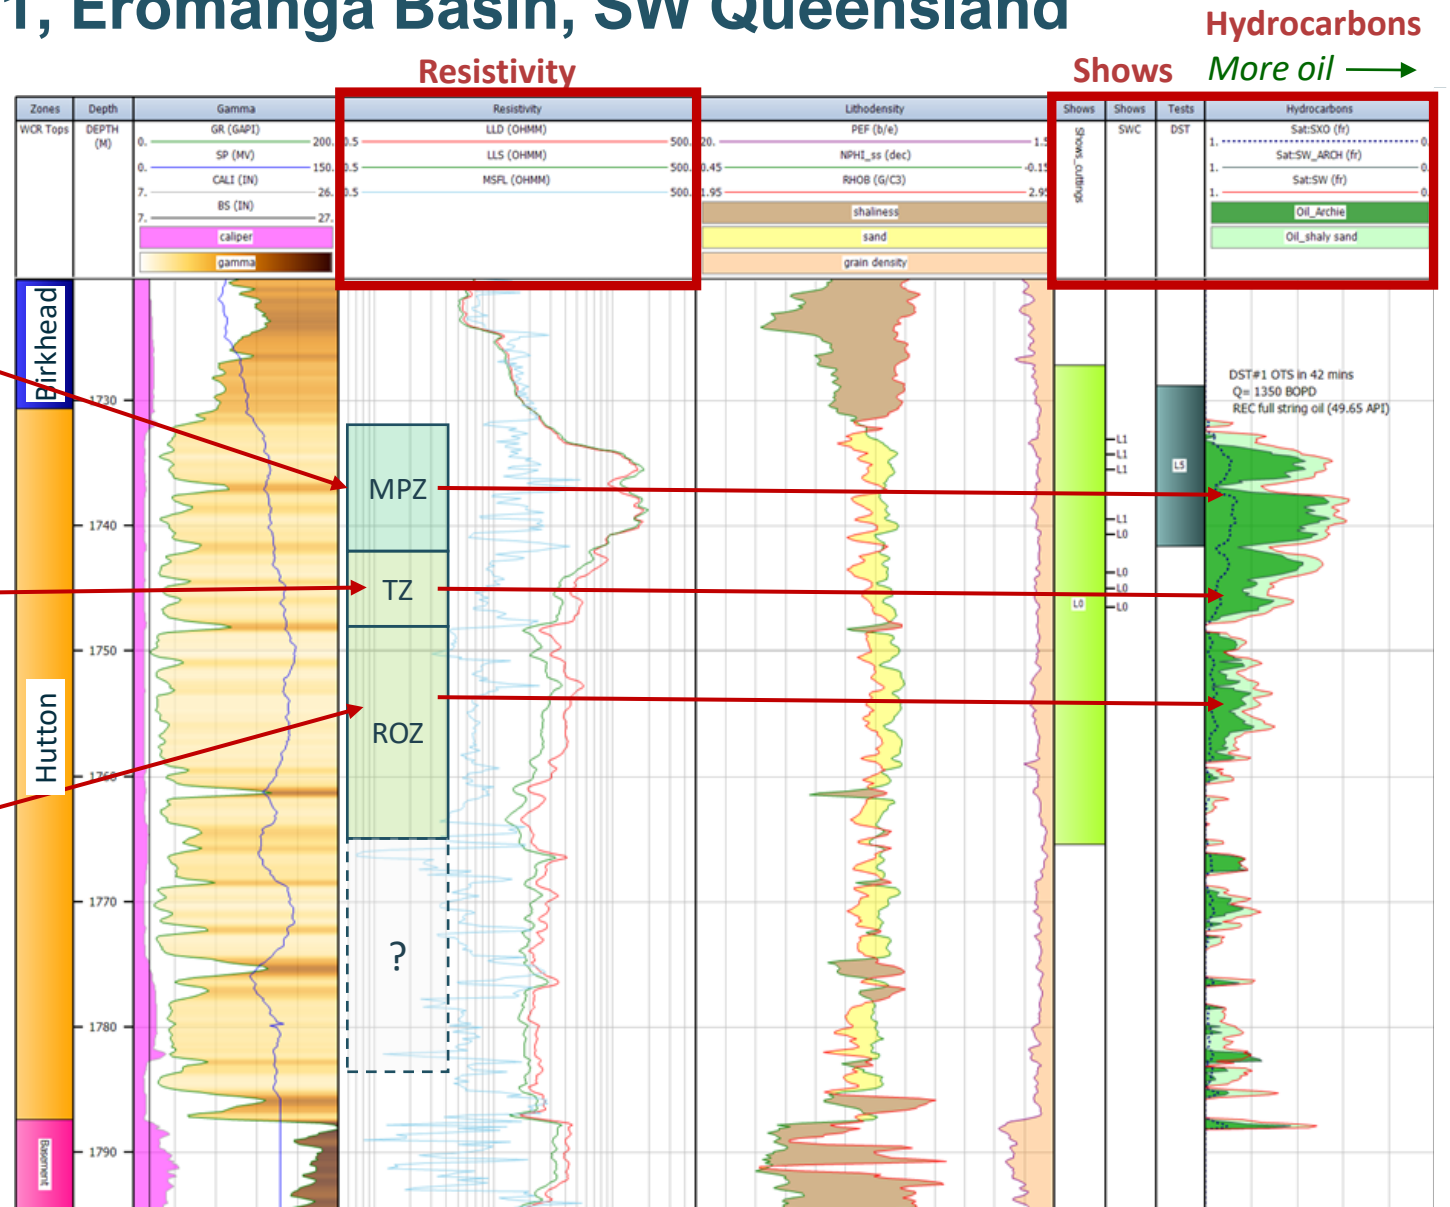 1, Eromanga Basin, SW Queensland
Hydrocarbons
Resistivity
Shows
More oil
Zones
Depth
Gamma
Resistivity
Lithodensity
Shows
Shows
Tests
Hydrocarbons
WCR Tops
DEPTH
(M)
GR (GAPI)
0. 200.
SP (MV)
0. 150.
CALI (IN)
7. 26.
BS (IN)
7. 27.
caliper
gamma
LLD (OHMM)
0.5 500.
LLS (OHMM)
0.5 500.
MSFL (OHMM)
0.5 500.
PEF (b/e)
20. 1.5
NPHI_ss (dec)
0.45 -0.15
RHOB (G/C3)
1.95 2.95
shaliness
sand
grain density
Shows_cuttings
SWC
DST
Sat:SXO (fr)
1. 0.
Sat:SW_ARCH (fr)
1. 0.
Sat:SW (fr)
1. 0.
Oil_Archie
Oil_shaly sand
Birkhead
Hutton
Basement
1730
1740
1750
1760
1770
1780
1790
MPZ
TZ
ROZ
?
L0
L1
L1
L1
L1
L0
L0
L0
L0
L5
DST#1 OTS in 42 mins
Q= 1350 BOPD
REC full string oil (49.65 API)